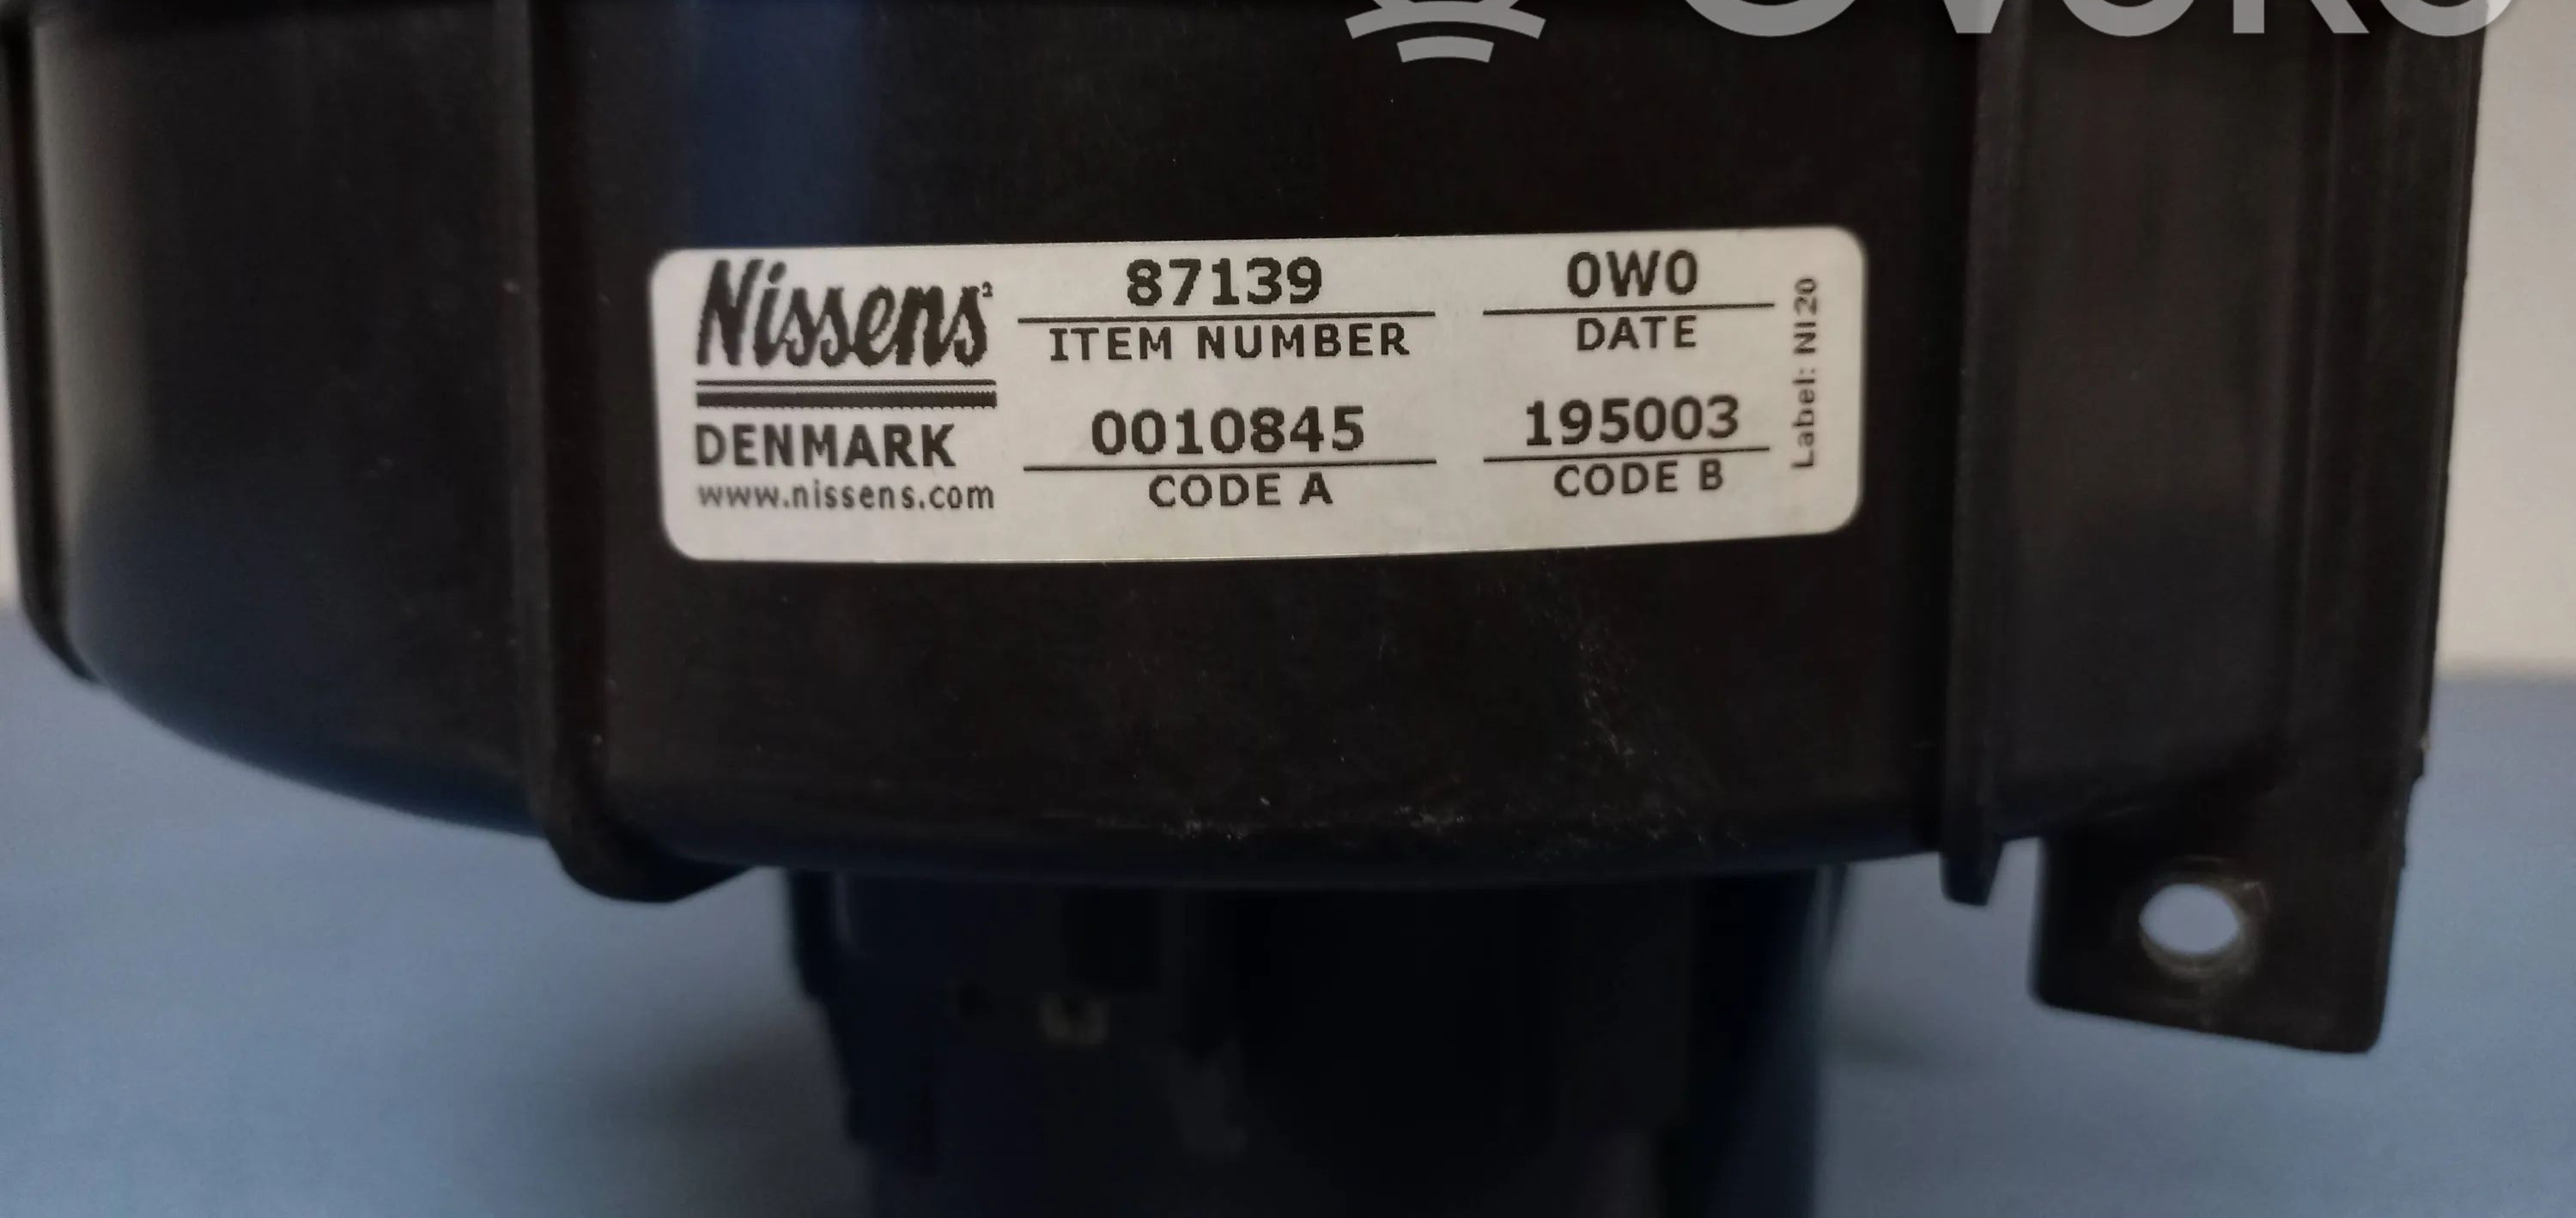 Nissens
DENMARK
www.nissens.com
87139
ITEM NUMBER
0010845
CODE A
0W0
DATE
195003
CODE B
Label: NI20